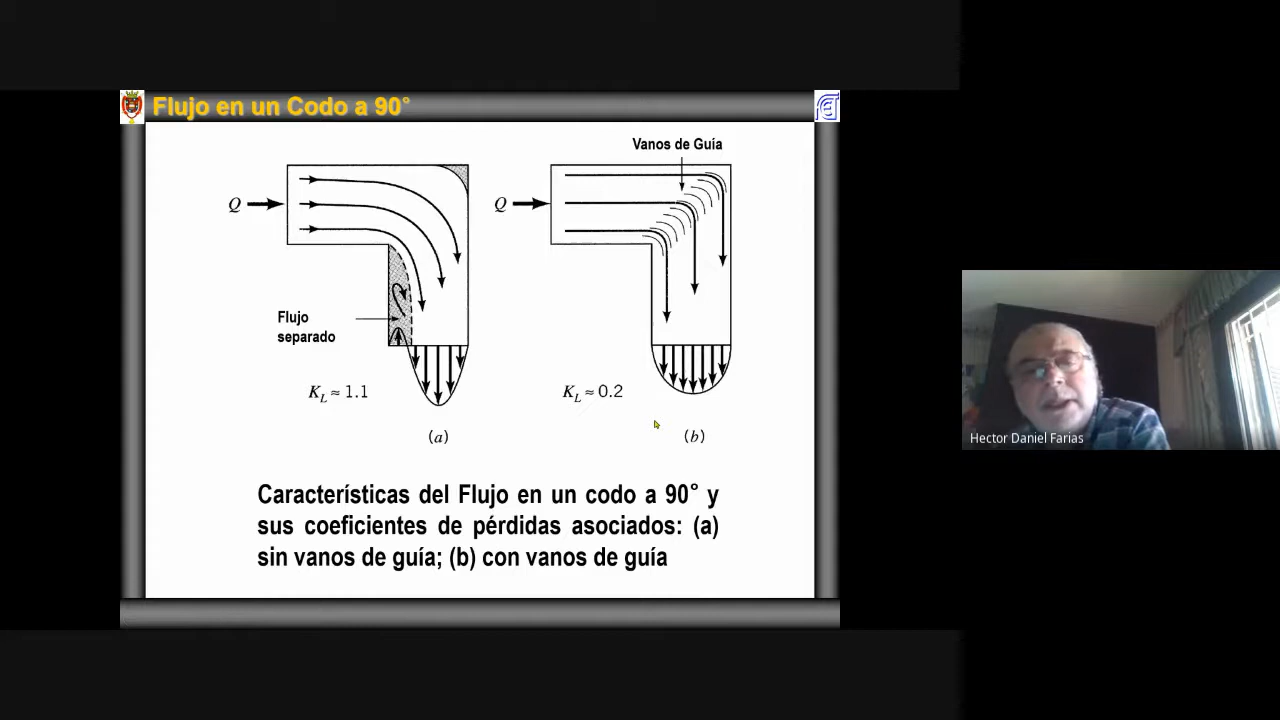 Flujo en un Codo a 90°
Vanos de Guía
Q
Q
Flujo
separado
K_L ≈ 1.1
K_L ≈ 0.2
(a)
(b)
Hector Daniel Farias
Características del Flujo en un codo a 90° y
sus coeficientes de pérdidas asociados: (a)
sin vanos de guía; (b) con vanos de guía